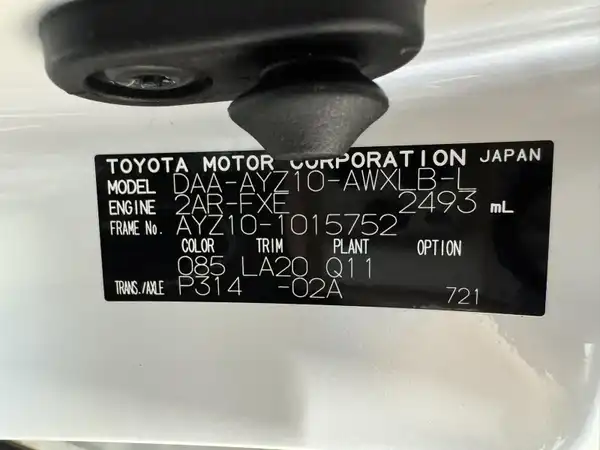 TOYOTA MOTOR CORPORATION JAPAN
MODEL DAA-AYZ10-AWXLB-L
ENGINE 2AR-FXE 2493 mL
FRAME No. AYZ10-1015752
COLOR TRIM PLANT OPTION
085 LA20 Q11
TRANS./AXLE P314 -02A 721